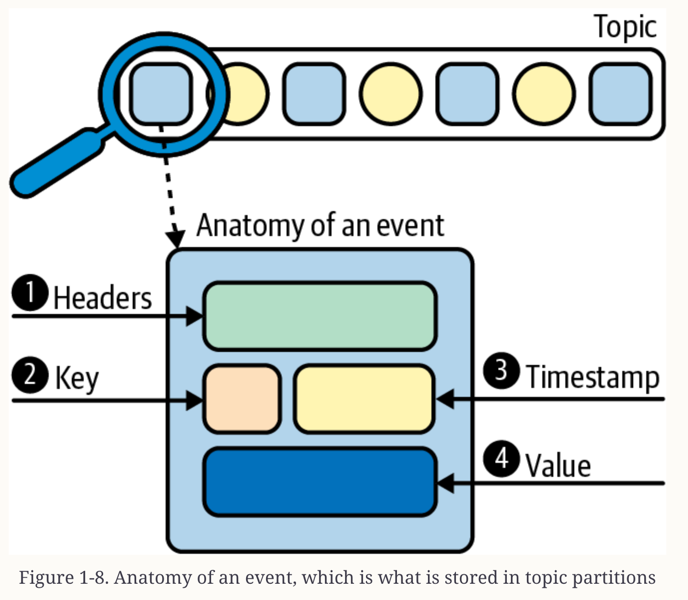 Topic
Anatomy of an event
1 Headers
2 Key
3 Timestamp
4 Value
Figure 1-8. Anatomy of an event, which is what is stored in topic partitions